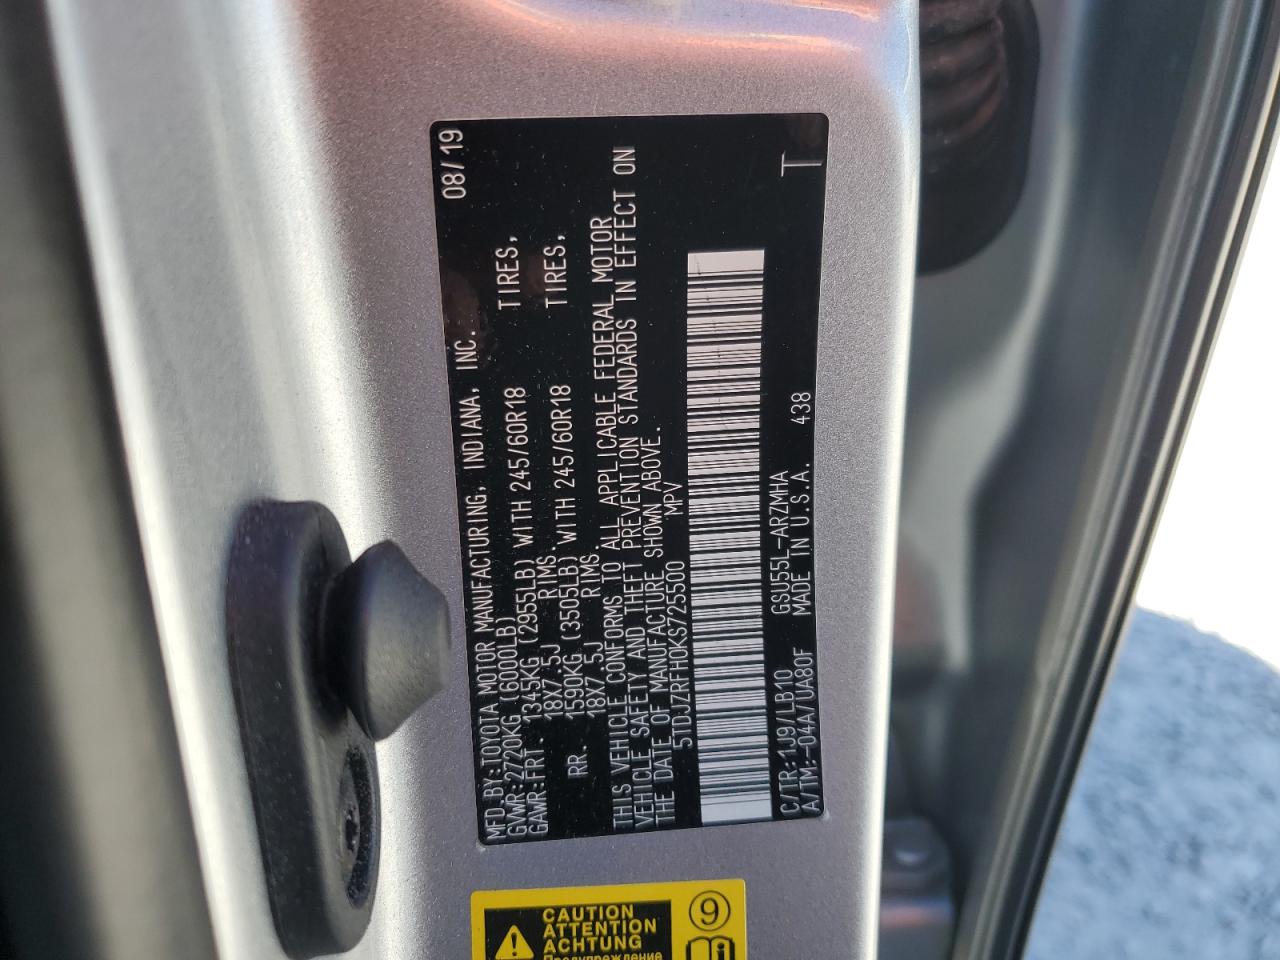 MFD.BY:TOYOTA MOTOR MANUFACTURING, INDIANA, INC. 08/19
GVWR:2720KG (6000LB)
GAWR:FRT. 1345KG (2955LB) WITH 245/60R18 TIRES,
18X7.5J RIMS.
RR. 1590KG (3505LB) WITH 245/60R18 TIRES,
18X7.5J RIMS.
THIS VEHICLE CONFORMS TO ALL APPLICABLE FEDERAL MOTOR
VEHICLE SAFETY AND THEFT PREVENTION STANDARDS IN EFFECT ON
THE DATE OF MANUFACTURE SHOWN ABOVE.
5TDJZRFH0KS725500 MPV
C/TR:1J9/LB10 GSU55L-ARZMHA
A/TM:-04A/UA80F MADE IN U.S.A. 438 T
CAUTION
ATTENTION
ACHTUNG
Предупреждение
9